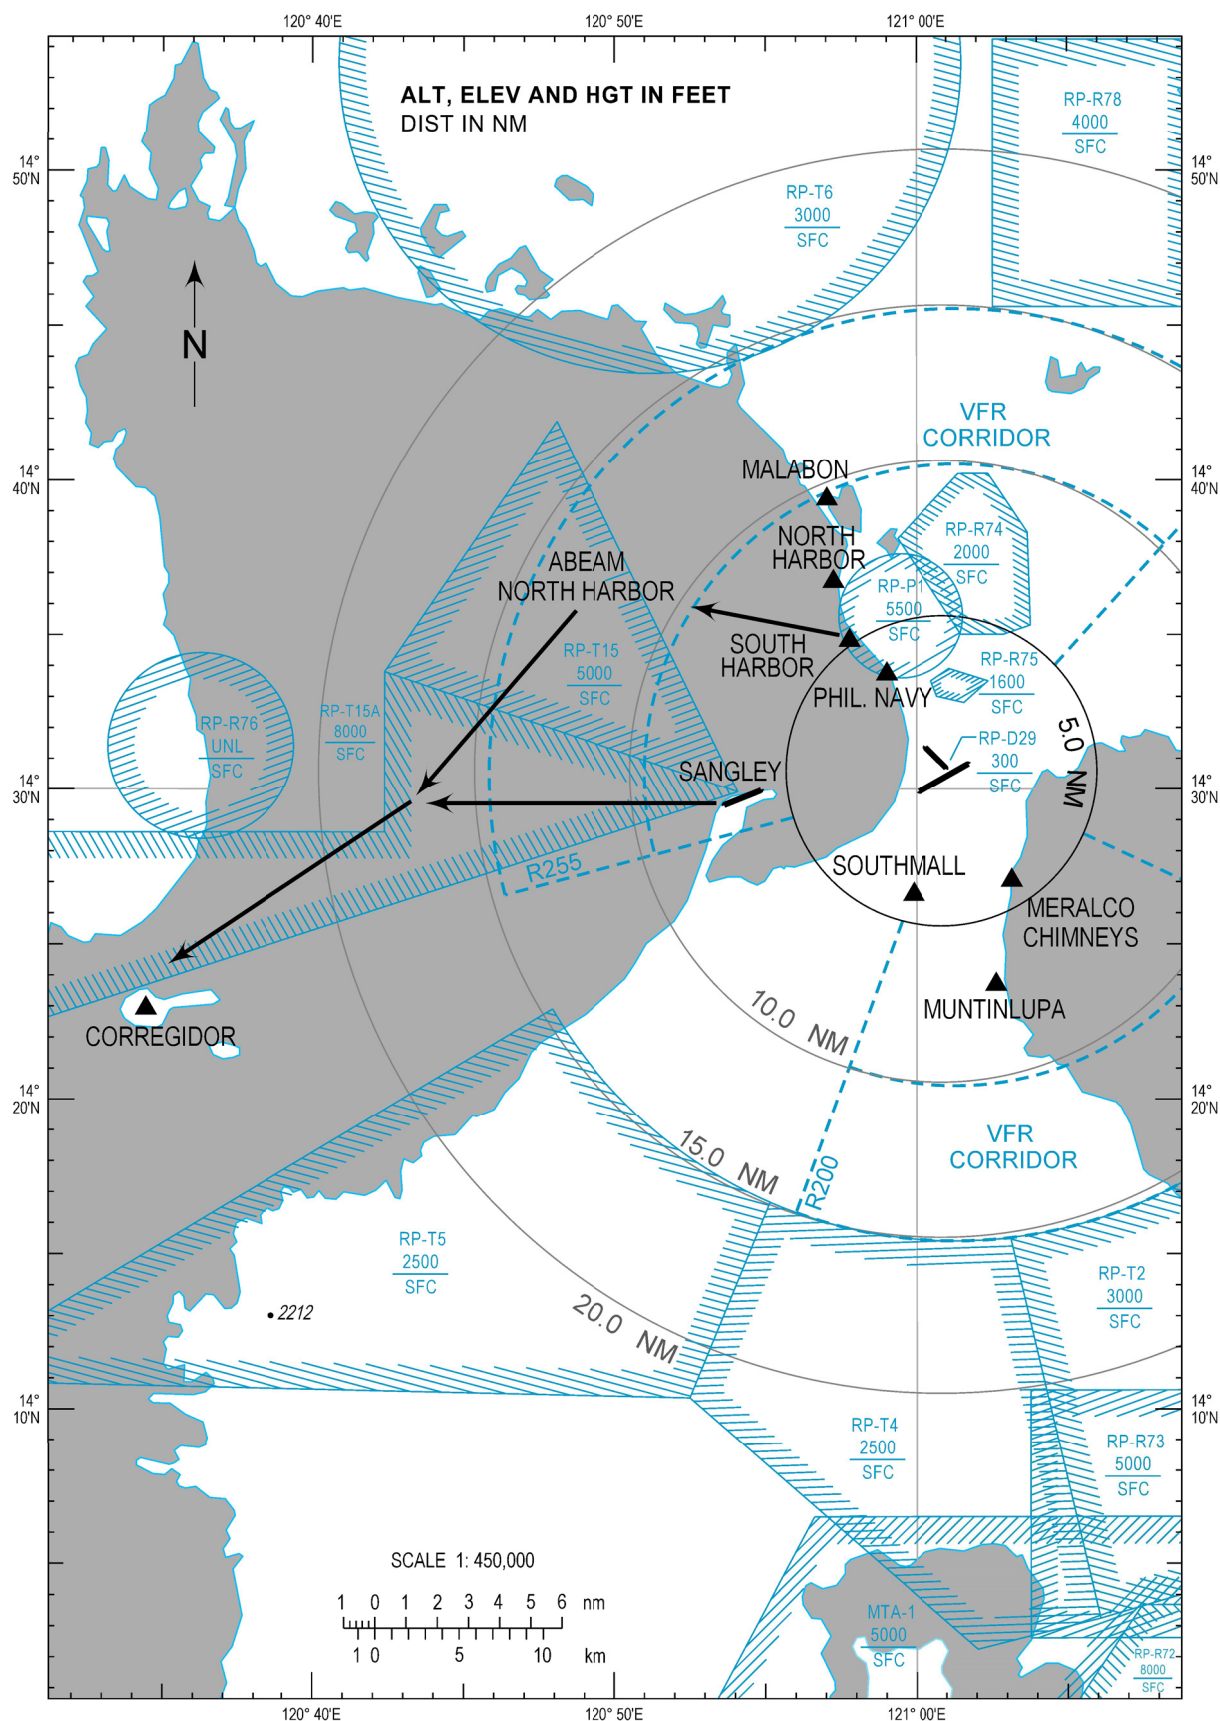 120° 40'E
120° 50'E
121° 00'E
ALT, ELEV AND HGT IN FEET
DIST IN NM
RP-R78
4000
SFC
14°
50'N
14°
50'N
RP-T6
3000
SFC
N
VFR
CORRIDOR
MALABON
14°
40'N
14°
40'N
NORTH
HARBOR
RP-R74
2000
SFC
ABEAM
NORTH HARBOR
RP-P1
5500
SFC
SOUTH
HARBOR
RP-T15
5000
SFC
RP-R75
1600
SFC
PHIL. NAVY
RP-R76
UNL
SFC
RP-T15A
8000
SFC
5.0 NM
RP-D29
300
SFC
SANGLEY
14°
30'N
14°
30'N
R255
SOUTHMALL
MERALCO
CHIMNEYS
MUNTINLUPA
10.0 NM
CORREGIDOR
14°
20'N
14°
20'N
VFR
CORRIDOR
15.0 NM
R200
RP-T5
2500
SFC
RP-T2
3000
SFC
2212
20.0 NM
14°
10'N
14°
10'N
RP-T4
2500
SFC
RP-R73
5000
SFC
SCALE 1: 450,000
1 0 1 2 3 4 5 6 nm
1 0 5 10 km
MTA-1
5000
SFC
RP-R72
8000
SFC
120° 40'E
120° 50'E
121° 00'E